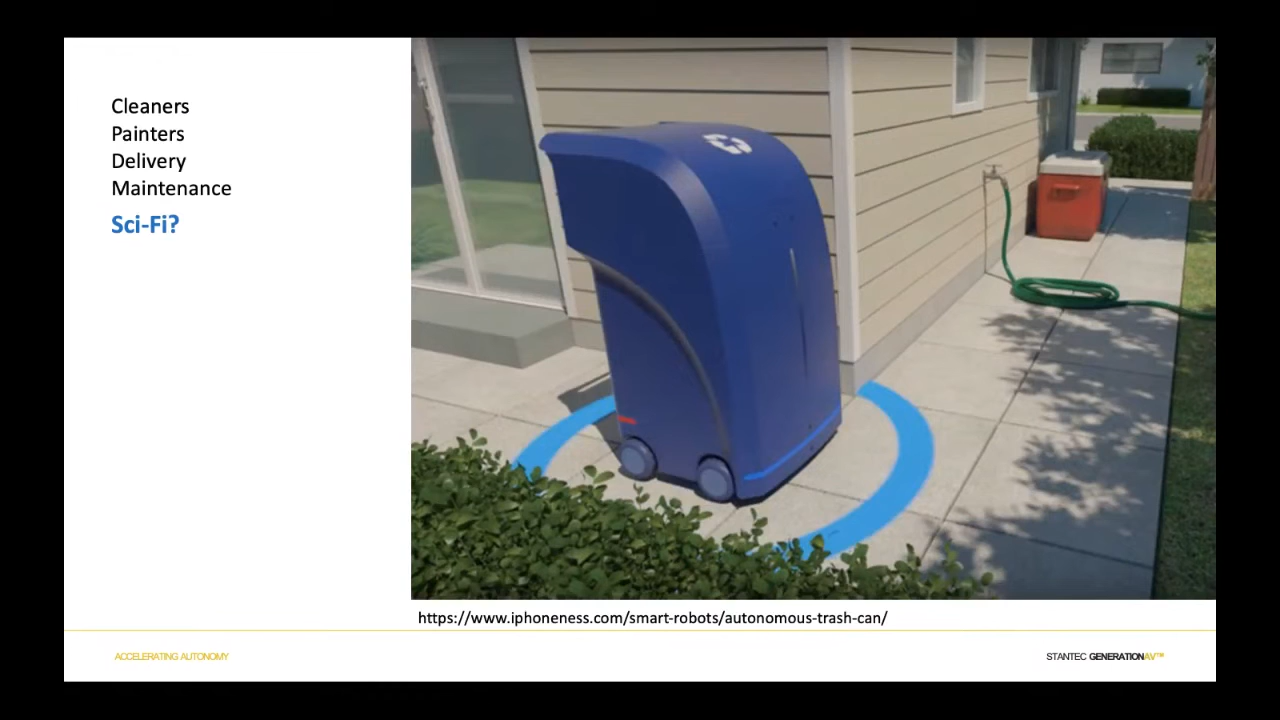 Cleaners
Painters
Delivery
Maintenance
Sci-Fi?
https://www.iphoneness.com/smart-robots/autonomous-trash-can/
ACCELERATING AUTONOMY
STANTEC GENERATIONAV™